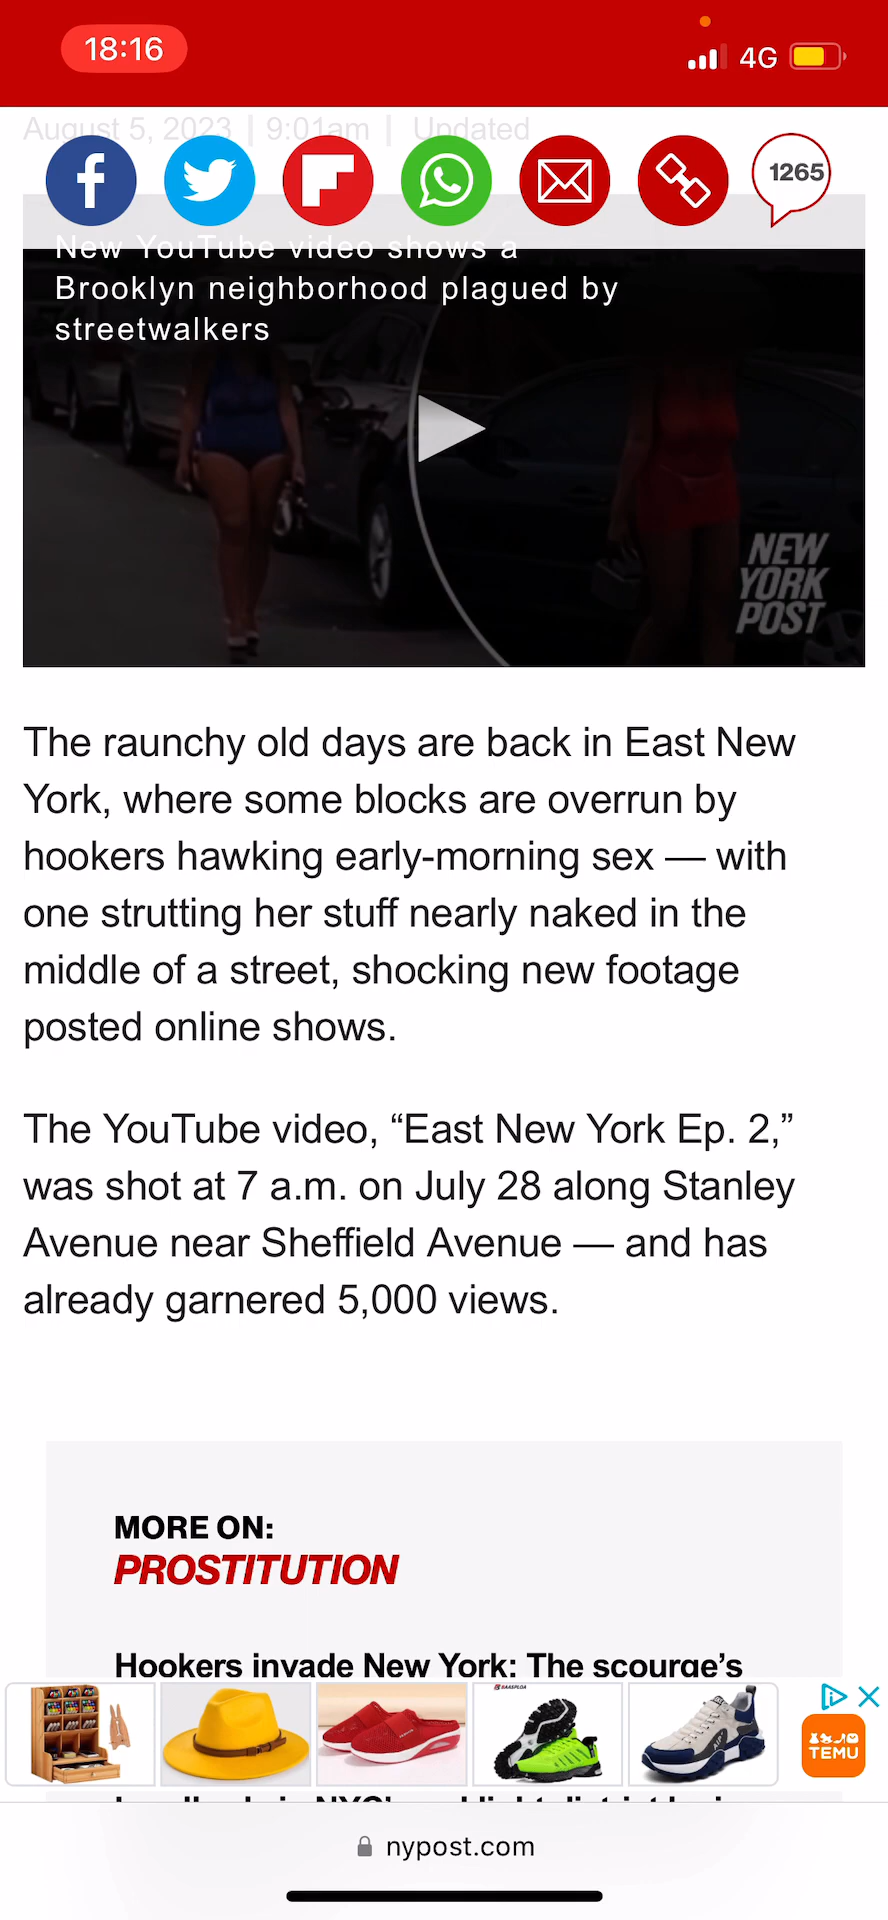 18:16
4G
August 5, 2023 | 9:01am | Updated
1265
New YouTube video shows a
Brooklyn neighborhood plagued by
streetwalkers
NEW
YORK
POST
The raunchy old days are back in East New
York, where some blocks are overrun by
hookers hawking early-morning sex — with
one strutting her stuff nearly naked in the
middle of a street, shocking new footage
posted online shows.
The YouTube video, “East New York Ep. 2,”
was shot at 7 a.m. on July 28 along Stanley
Avenue near Sheffield Avenue — and has
already garnered 5,000 views.
MORE ON:
PROSTITUTION
Hookers invade New York: The scourge’s
TEMU
nypost.com